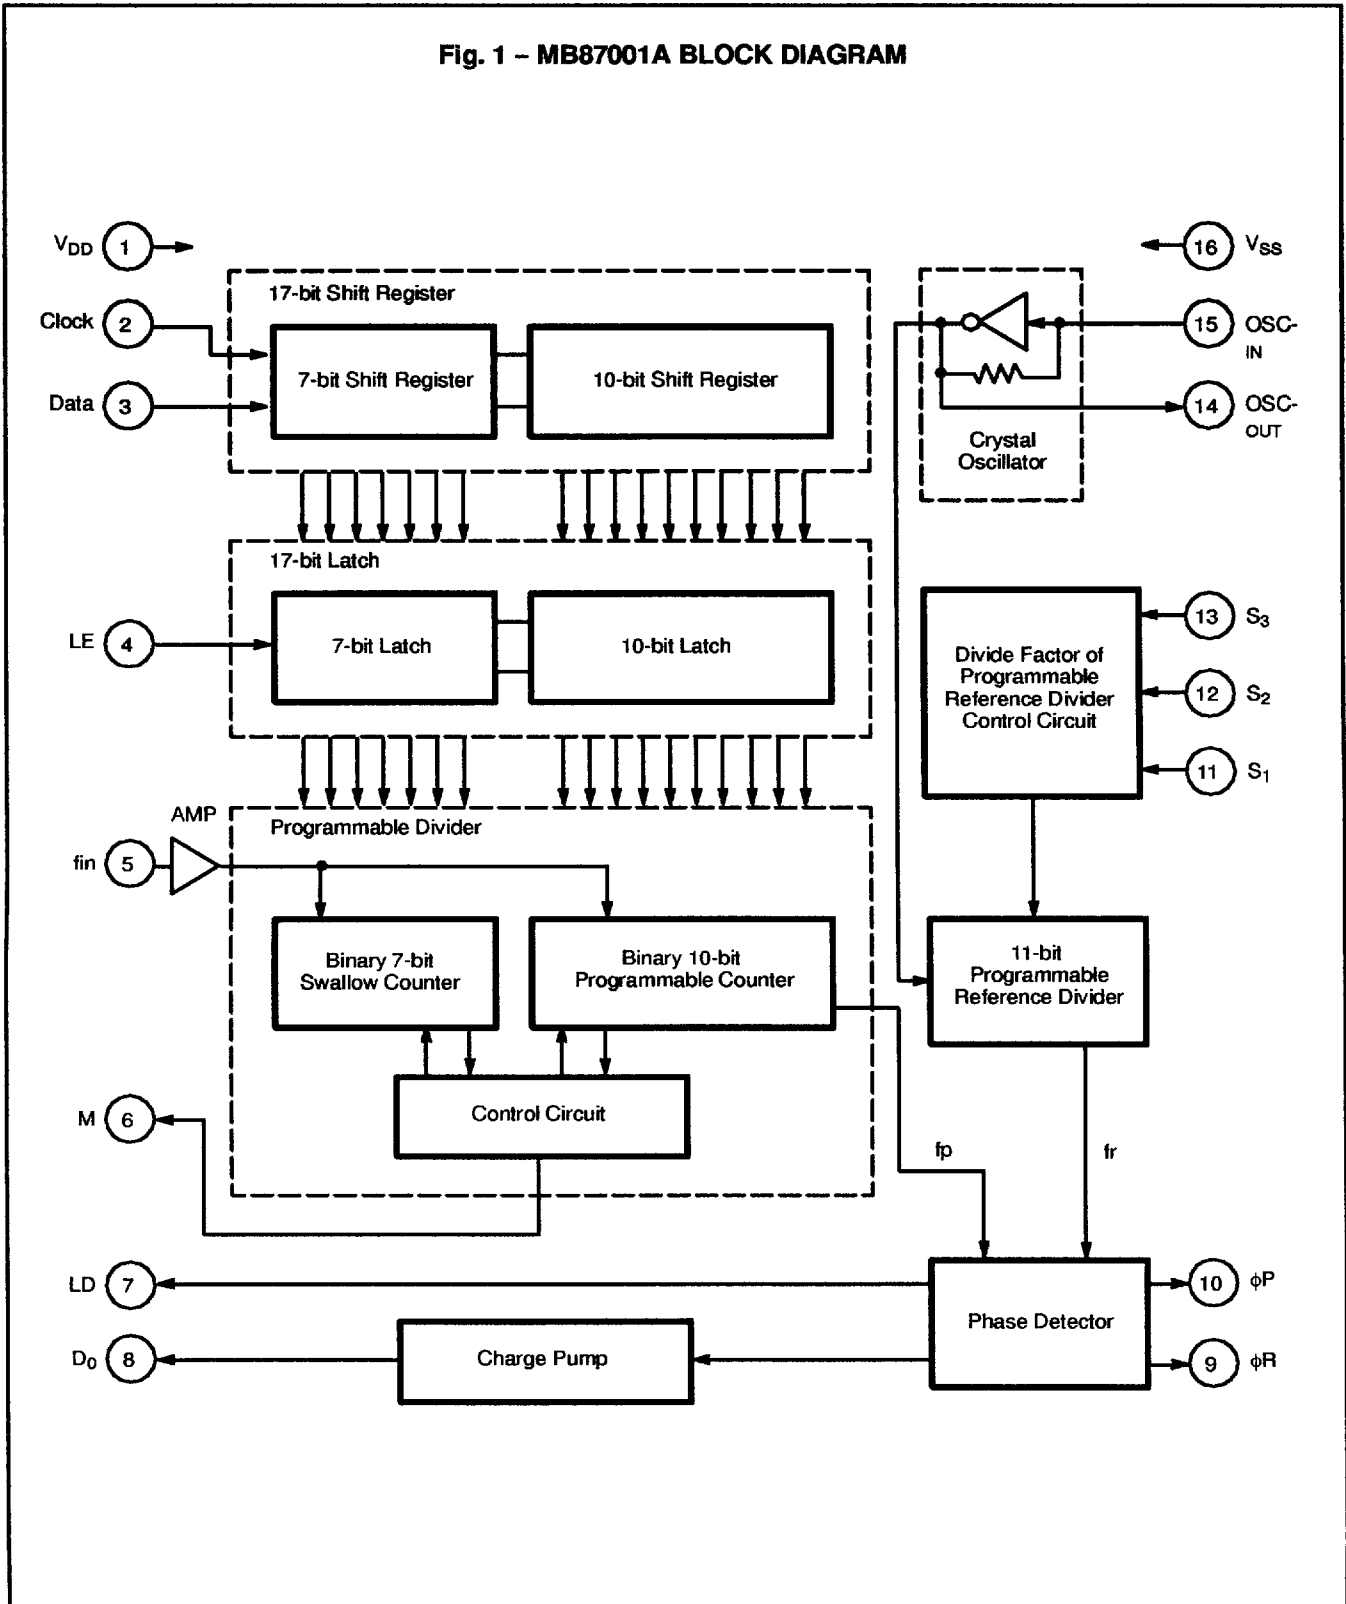 Fig. 1 – MB87001A BLOCK DIAGRAM
VDD 1
16 VSS
17-bit Shift Register
Clock 2
15 OSC-
IN
7-bit Shift Register
10-bit Shift Register
Data 3
14 OSC-
OUT
Crystal
Oscillator
17-bit Latch
LE 4
7-bit Latch
10-bit Latch
Divide Factor of
Programmable
Reference Divider
Control Circuit
13 S3
12 S2
11 S1
AMP
Programmable Divider
fin 5
Binary 7-bit
Swallow Counter
Binary 10-bit
Programmable Counter
11-bit
Programmable
Reference Divider
M 6
Control Circuit
fp
fr
LD 7
Phase Detector
10 ϕP
D0 8
Charge Pump
9 ϕR